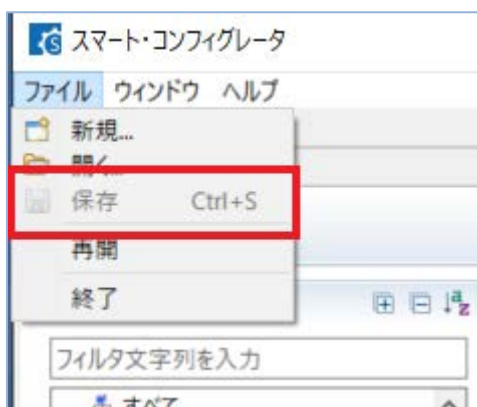 スマート・コンフィグレータ
ファイル ウィンドウ ヘルプ
新規...
開く...
保存 Ctrl+S
再開
終了
フィルタ文字列を入力
すべて